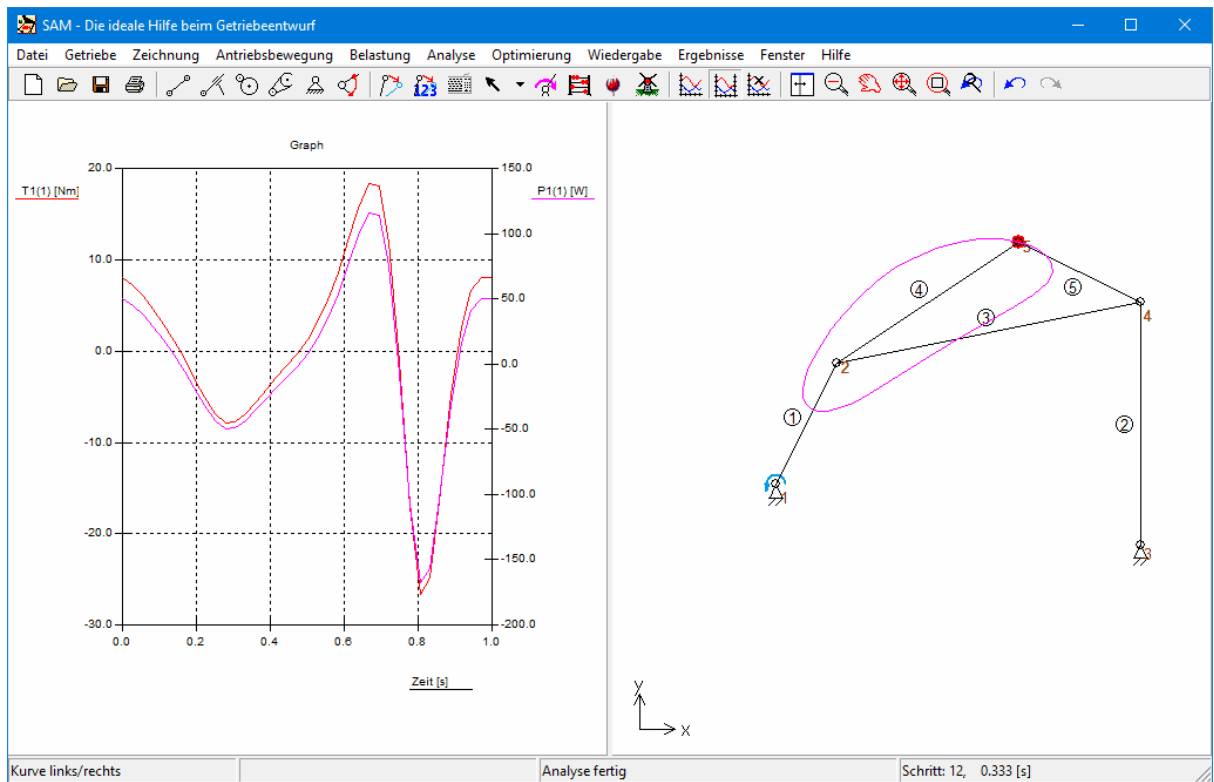 SAM - Die ideale Hilfe beim Getriebeentwurf
Datei Getriebe Zeichnung Antriebsbewegung Belastung Analyse Optimierung Wiedergabe Ergebnisse Fenster Hilfe
123
Graph
T1(1) [Nm]
P1(1) [W]
20.0
10.0
0.0
-10.0
-20.0
-30.0
150.0
100.0
50.0
0.0
-50.0
-100.0
-150.0
-200.0
0.0 0.2 0.4 0.6 0.8 1.0
Zeit [s]
5
4
5
3
4
2
1
2
1
3
y
x
Kurve links/rechts
Analyse fertig
Schritt: 12, 0.333 [s]